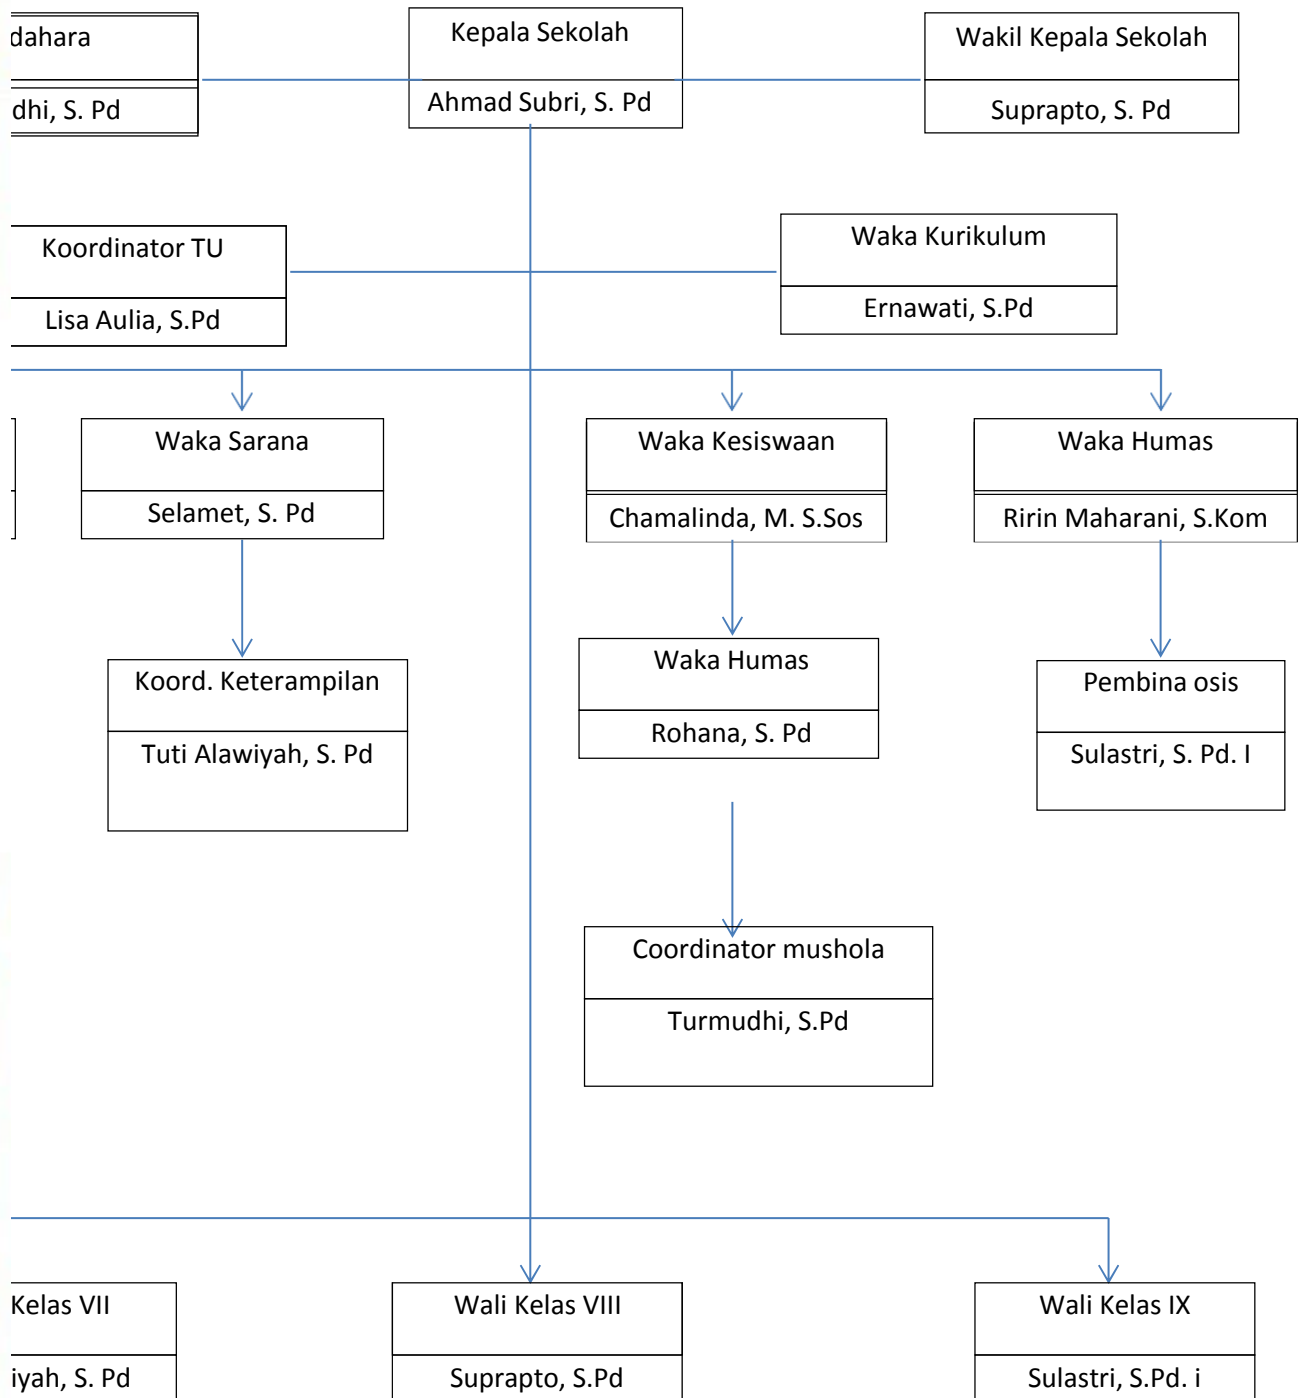 dahara
dhi, S. Pd
Kepala Sekolah
Ahmad Subri, S. Pd
Wakil Kepala Sekolah
Suprapto, S. Pd
Koordinator TU
Lisa Aulia, S.Pd
Waka Kurikulum
Ernawati, S.Pd
Waka Sarana
Selamet, S. Pd
Waka Kesiswaan
Chamalinda, M. S.Sos
Waka Humas
Ririn Maharani, S.Kom
Koord. Keterampilan
Tuti Alawiyah, S. Pd
Waka Humas
Rohana, S. Pd
Pembina osis
Sulastri, S. Pd. I
Coordinator mushola
Turmudhi, S.Pd
Kelas VII
iyah, S. Pd
Wali Kelas VIII
Suprapto, S.Pd
Wali Kelas IX
Sulastri, S.Pd. i